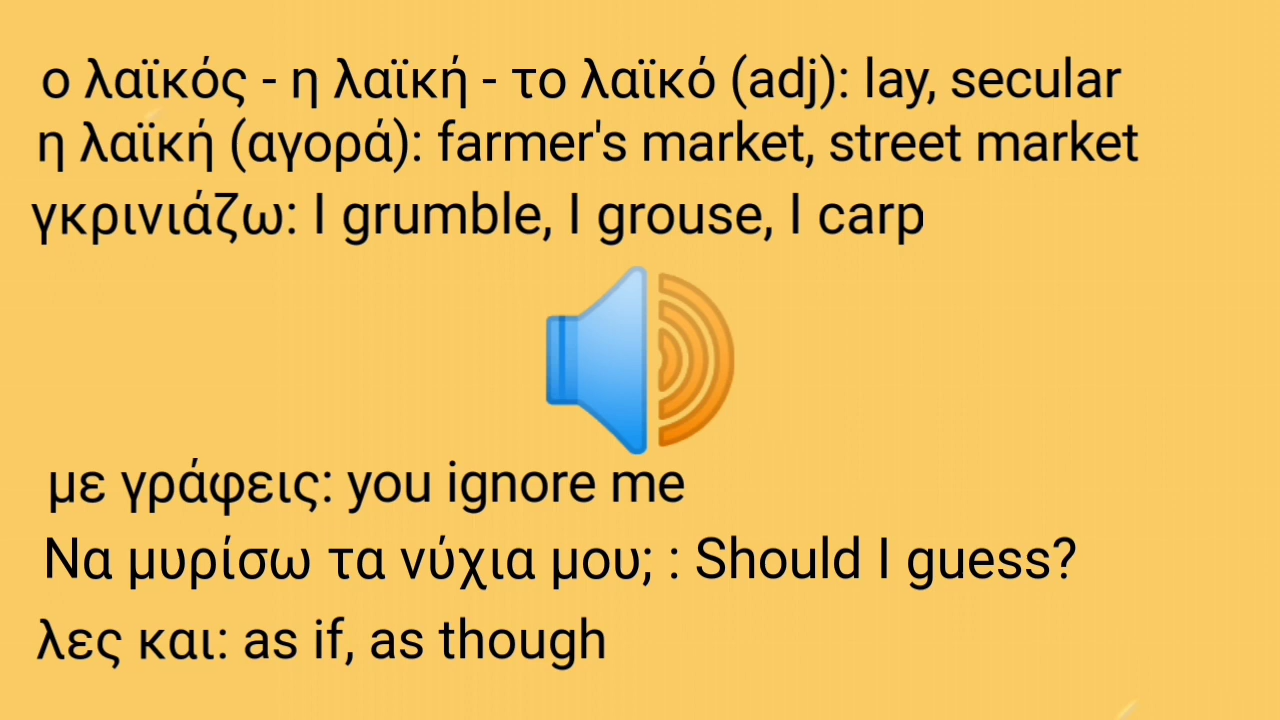 ο λαϊκός - η λαϊκή - το λαϊκό (adj): lay, secular
η λαϊκή (αγορά): farmer's market, street market
γκρινιάζω: I grumble, I grouse, I carp
με γράφεις: you ignore me
Να μυρίσω τα νύχια μου; : Should I guess?
λες και: as if, as though